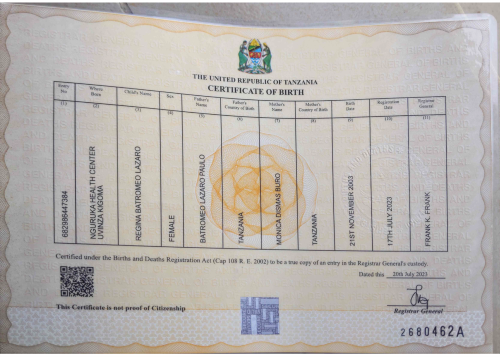 THE UNITED REPUBLIC OF TANZANIA
CERTIFICATE OF BIRTH
Entry No
(1)
682986447384
Where Born
(2)
NGURUKA HEALTH CENTER
UVINZA KIGOMA
Child's Name
(3)
REGINA BATROMED LAZARO
Sex
(4)
FEMALE
Father's Name
(5)
BATROMED LAZARO PAULO
Father's Country of Birth
(6)
TANZANIA
Mother's Name
(7)
MONICA DISMAS BURO
Mother's Country of Birth
(8)
TANZANIA
Birth Date
(9)
21ST NOVEMBER 2003
Registration Date
(10)
17TH JULY 2023
Registrar General
(11)
FRANK K. FRANK
Certified under the Births and Deaths Registration Act (Cap 108 R. E. 2002) to be a true copy of an entry in the Registrar General's custody.
Dated this 20th July 2023
Registrar General
This Certificate is not proof of Citizenship
2680462A